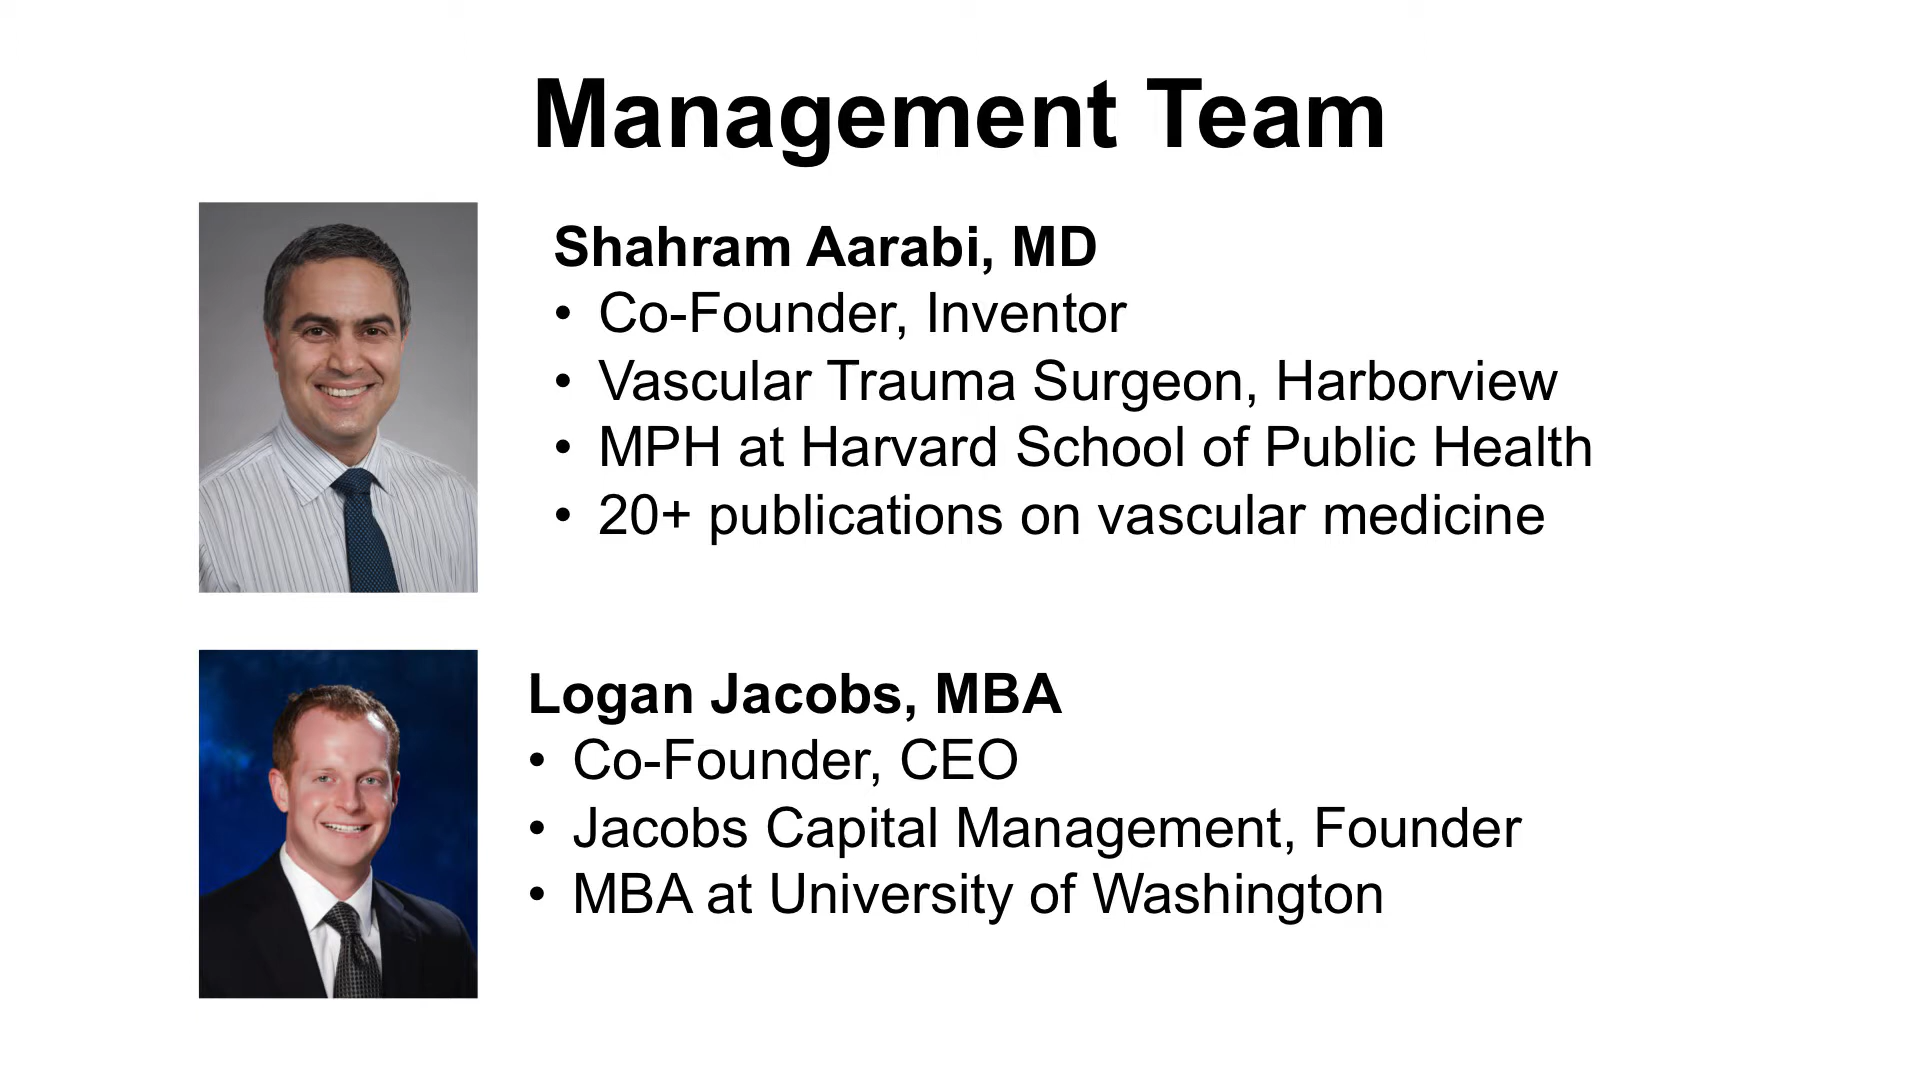 Management Team
Shahram Aarabi, MD
• Co-Founder, Inventor
• Vascular Trauma Surgeon, Harborview
• MPH at Harvard School of Public Health
• 20+ publications on vascular medicine
Logan Jacobs, MBA
• Co-Founder, CEO
• Jacobs Capital Management, Founder
• MBA at University of Washington